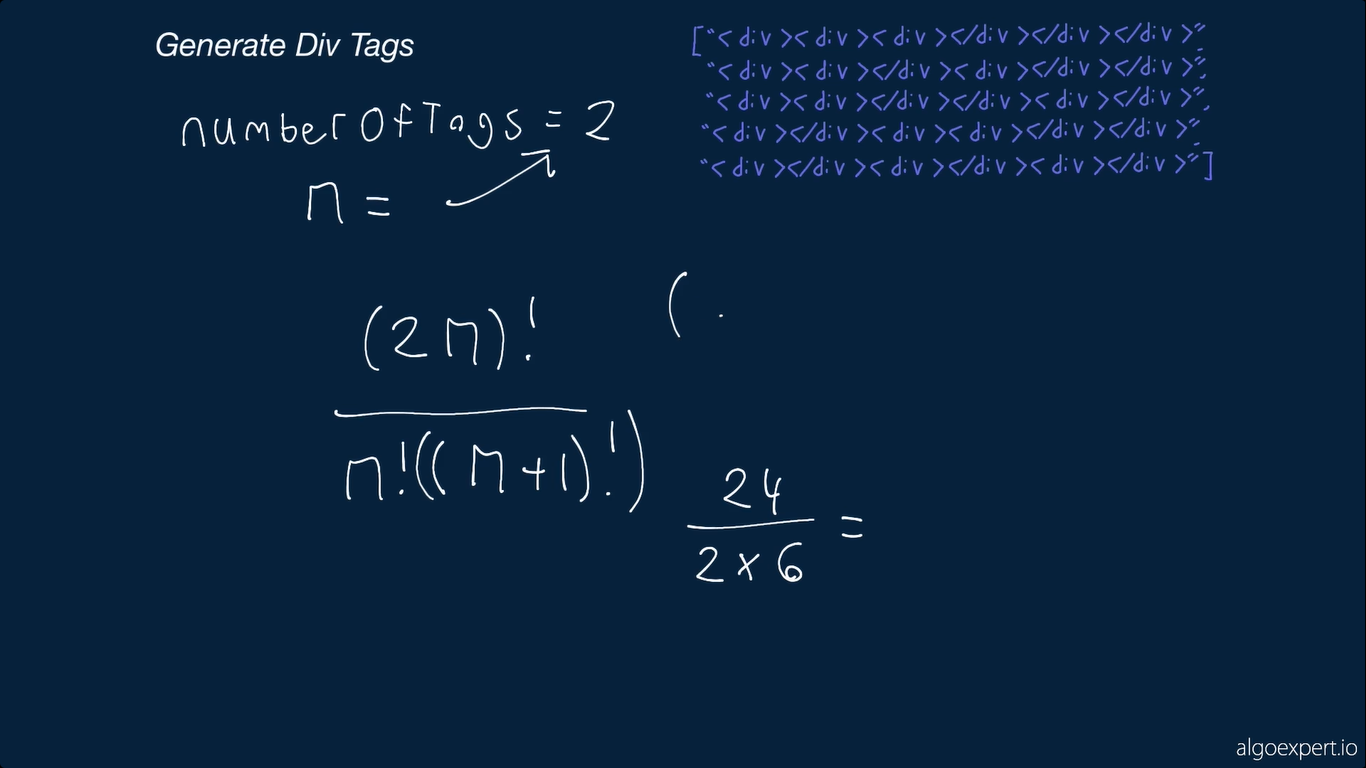 Generate Div Tags
numberOfTags = 2
n =
["<div><div><div></div></div></div>",
"<div><div></div><div></div></div>",
"<div><div></div></div><div></div>",
"<div></div><div><div></div></div>",
"<div></div><div></div><div></div>"]
(2n)!
n!((n+1)!)
( .
24
2 x 6
=
algoexpert.io